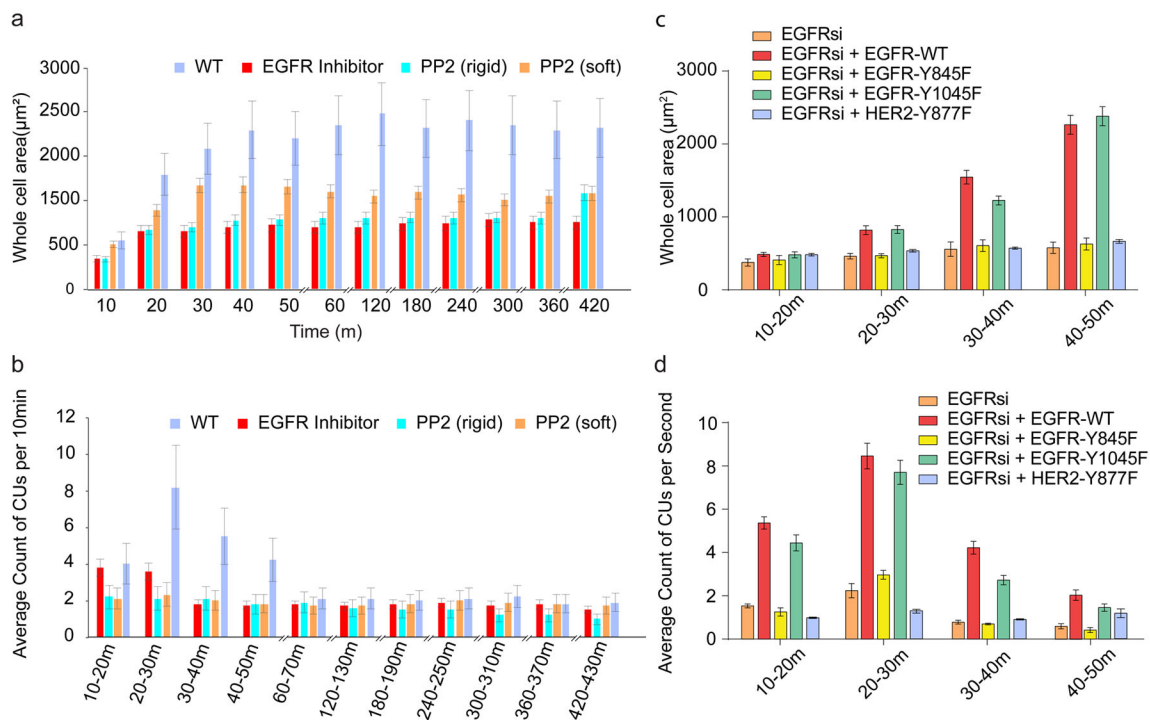 a
WT EGFR Inhibitor PP2 (rigid) PP2 (soft)
Whole cell area(μm²)
3000
2500
2000
1500
1000
500
0
10 20 30 40 50 60 120 180 240 300 360 420
Time (m)
b
WT EGFR Inhibitor PP2 (rigid) PP2 (soft)
Average Count of CUs per 10min
12
10
8
6
4
2
0
10-20m 20-30m 30-40m 40-50m 60-70m 120-130m 180-190m 240-250m 300-310m 360-370m 420-430m
c
EGFRsi
EGFRsi + EGFR-WT
EGFRsi + EGFR-Y845F
EGFRsi + EGFR-Y1045F
EGFRsi + HER2-Y877F
Whole cell area (μm²)
3000
2000
1000
0
10-20m 20-30m 30-40m 40-50m
d
EGFRsi
EGFRsi + EGFR-WT
EGFRsi + EGFR-Y845F
EGFRsi + EGFR-Y1045F
EGFRsi + HER2-Y877F
Average Count of CUs per Second
10
8
6
4
2
0
10-20m 20-30m 30-40m 40-50m